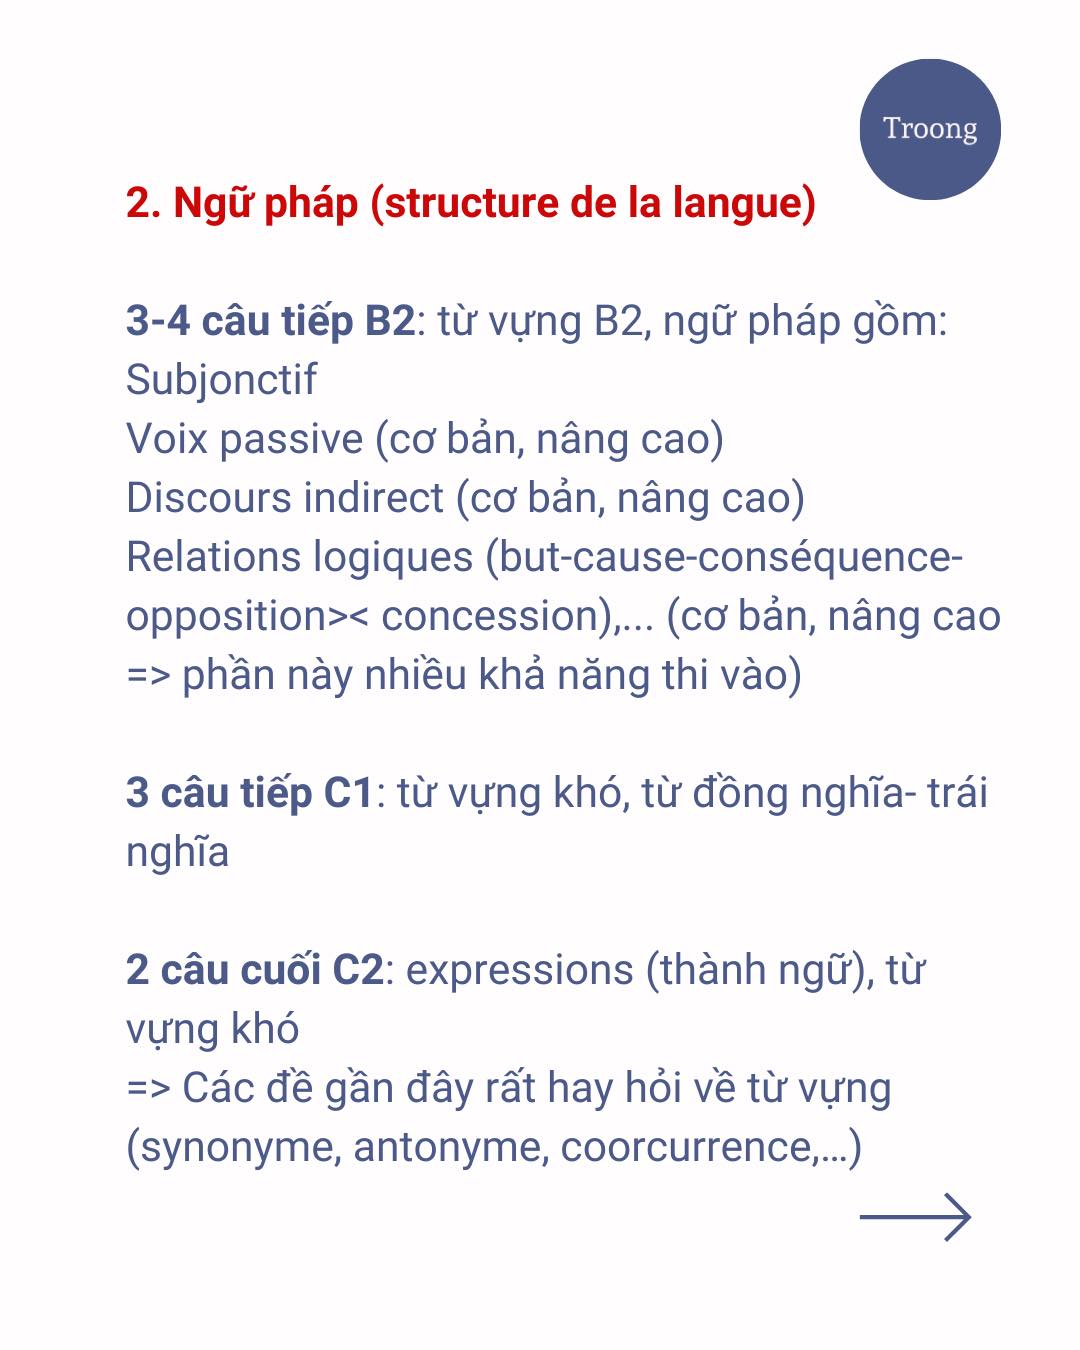 Troong
2. Ngữ pháp (structure de la langue)
3-4 câu tiếp B2: từ vựng B2, ngữ pháp gồm:
Subjonctif
Voix passive (cơ bản, nâng cao)
Discours indirect (cơ bản, nâng cao)
Relations logiques (but-cause-conséquence-
opposition>< concession),... (cơ bản, nâng cao
=> phần này nhiều khả năng thi vào)
3 câu tiếp C1: từ vựng khó, từ đồng nghĩa- trái
nghĩa
2 câu cuối C2: expressions (thành ngữ), từ
vựng khó
=> Các đề gần đây rất hay hỏi về từ vựng
(synonyme, antonyme, coorcurrence,...)